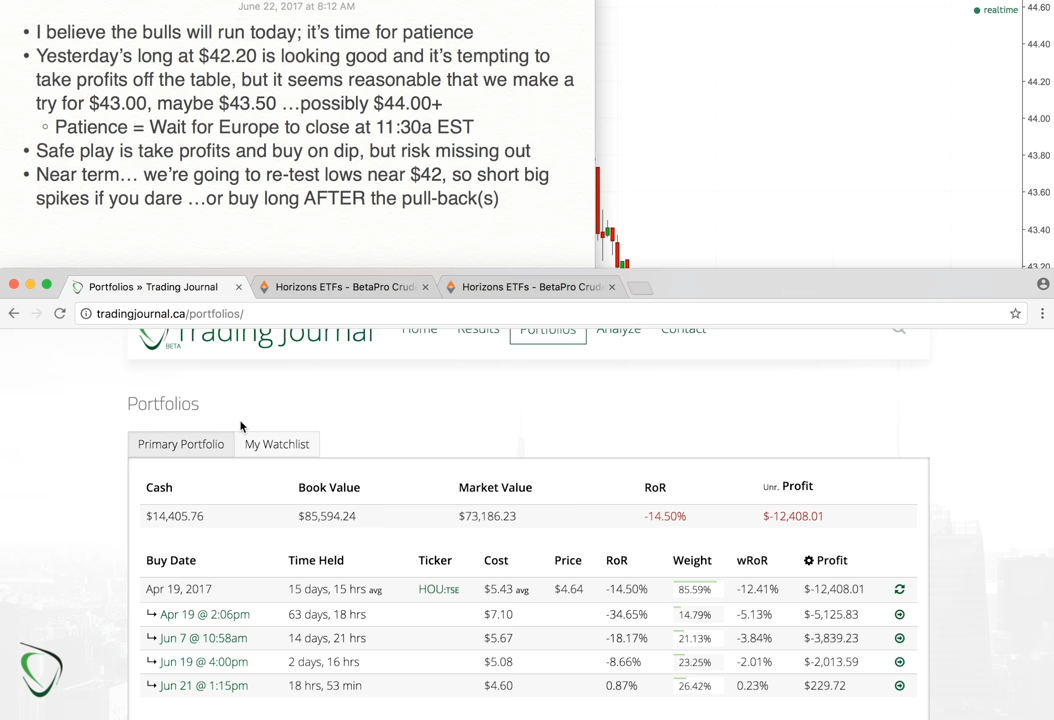 June 22, 2017 at 8:12 AM
• I believe the bulls will run today; it's time for patience
• Yesterday's long at $42.20 is looking good and it's tempting to
take profits off the table, but it seems reasonable that we make a
try for $43.00, maybe $43.50 …possibly $44.00+
◦ Patience = Wait for Europe to close at 11:30a EST
• Safe play is take profits and buy on dip, but risk missing out
• Near term… we're going to re-test lows near $42, so short big
spikes if you dare …or buy long AFTER the pull-back(s)
realtime
44.60
44.40
44.20
44.00
43.80
43.60
43.40
43.20
Portfolios » Trading Journal
Horizons ETFs - BetaPro Crud
Horizons ETFs - BetaPro Crud
tradingjournal.ca/portfolios/
Trading Journal
BETA
Home Results Portfolios Analyze Contact
Portfolios
Primary Portfolio My Watchlist
Cash Book Value Market Value RoR Unr. Profit
$14,405.76 $85,594.24 $73,186.23 -14.50% $-12,408.01
Buy Date Time Held Ticker Cost Price RoR Weight wRoR Profit
Apr 19, 2017 15 days, 15 hrs avg HOU:TSE $5.43 avg $4.64 -14.50% 85.59% -12.41% $-12,408.01
Apr 19 @ 2:06pm 63 days, 18 hrs $7.10 -34.65% 14.79% -5.13% $-5,125.83
Jun 7 @ 10:58am 14 days, 21 hrs $5.67 -18.17% 21.13% -3.84% $-3,839.23
Jun 19 @ 4:00pm 2 days, 16 hrs $5.08 -8.66% 23.25% -2.01% $-2,013.59
Jun 21 @ 1:15pm 18 hrs, 53 min $4.60 0.87% 26.42% 0.23% $229.72